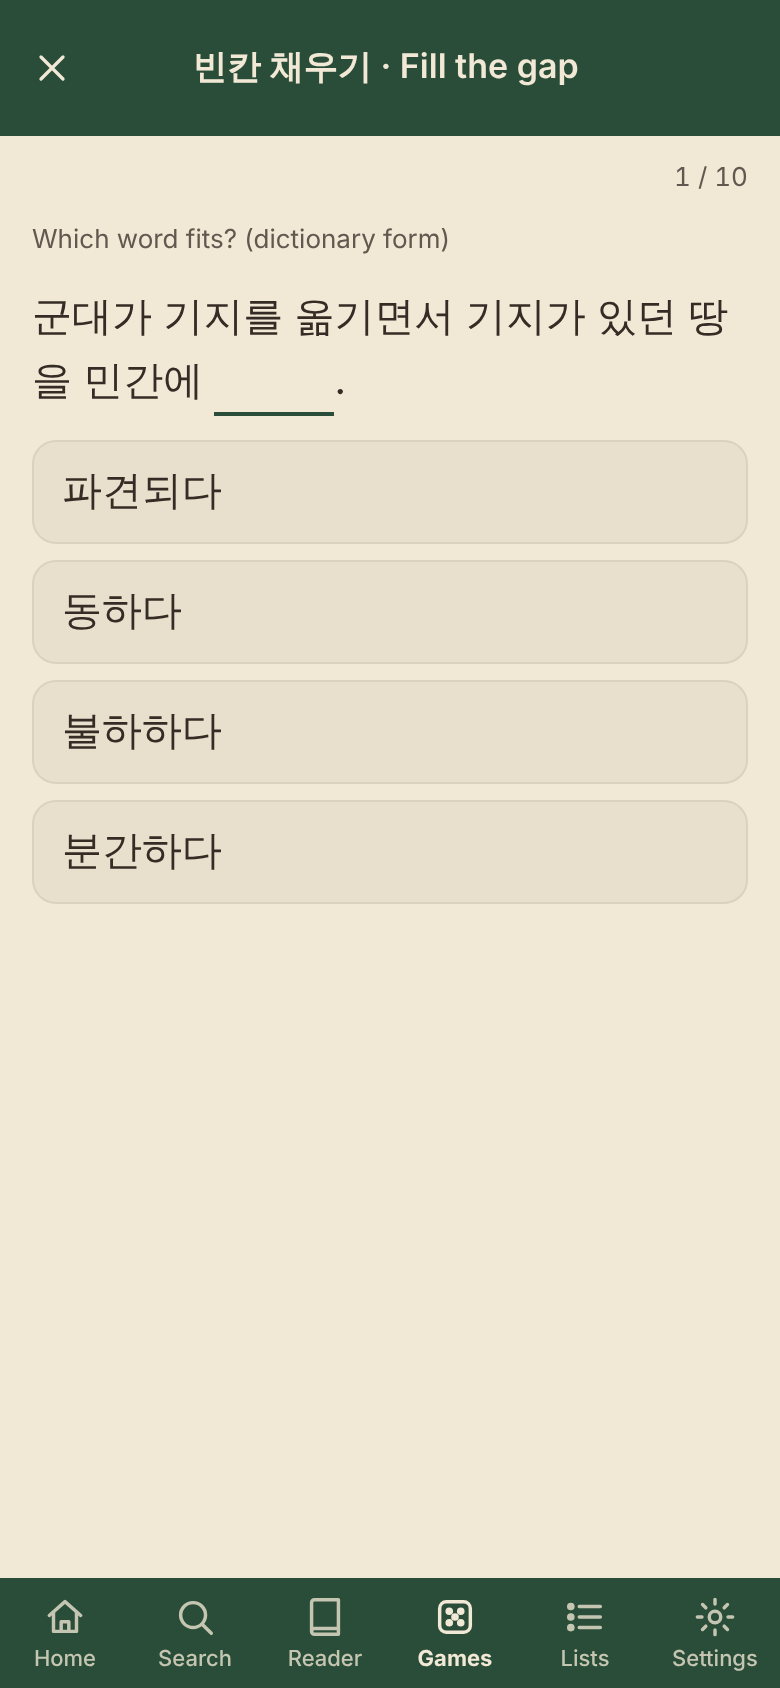 빈칸 채우기 · Fill the gap
1 / 10
Which word fits? (dictionary form)
군대가 기지를 옮기면서 기지가 있던 땅
을 민간에 ______.
파견되다
동하다
불하하다
분간하다
Home
Search
Reader
Games
Lists
Settings